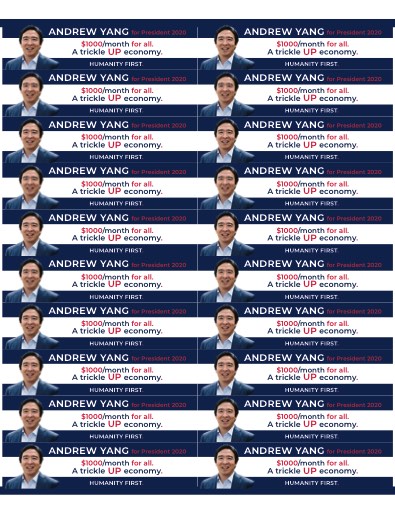 ANDREW YANG for President 2020
$1000/month for all.
A trickle UP economy.
HUMANITY FIRST.
ANDREW YANG for President 2020
$1000/month for all.
A trickle UP economy.
HUMANITY FIRST.
ANDREW YANG for President 2020
$1000/month for all.
A trickle UP economy.
HUMANITY FIRST.
ANDREW YANG for President 2020
$1000/month for all.
A trickle UP economy.
HUMANITY FIRST.
ANDREW YANG for President 2020
$1000/month for all.
A trickle UP economy.
HUMANITY FIRST.
ANDREW YANG for President 2020
$1000/month for all.
A trickle UP economy.
HUMANITY FIRST.
ANDREW YANG for President 2020
$1000/month for all.
A trickle UP economy.
HUMANITY FIRST.
ANDREW YANG for President 2020
$1000/month for all.
A trickle UP economy.
HUMANITY FIRST.
ANDREW YANG for President 2020
$1000/month for all.
A trickle UP economy.
HUMANITY FIRST.
ANDREW YANG for President 2020
$1000/month for all.
A trickle UP economy.
HUMANITY FIRST.
ANDREW YANG for President 2020
$1000/month for all.
A trickle UP economy.
HUMANITY FIRST.
ANDREW YANG for President 2020
$1000/month for all.
A trickle UP economy.
HUMANITY FIRST.
ANDREW YANG for President 2020
$1000/month for all.
A trickle UP economy.
HUMANITY FIRST.
ANDREW YANG for President 2020
$1000/month for all.
A trickle UP economy.
HUMANITY FIRST.
ANDREW YANG for President 2020
$1000/month for all.
A trickle UP economy.
HUMANITY FIRST.
ANDREW YANG for President 2020
$1000/month for all.
A trickle UP economy.
HUMANITY FIRST.
ANDREW YANG for President 2020
$1000/month for all.
A trickle UP economy.
HUMANITY FIRST.
ANDREW YANG for President 2020
$1000/month for all.
A trickle UP economy.
HUMANITY FIRST.
ANDREW YANG for President 2020
$1000/month for all.
A trickle UP economy.
HUMANITY FIRST.
ANDREW YANG for President 2020
$1000/month for all.
A trickle UP economy.
HUMANITY FIRST.